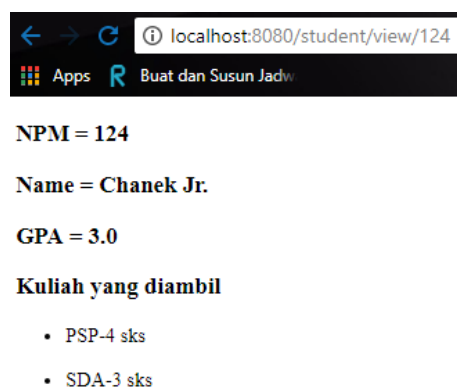 localhost:8080/student/view/124
Apps Buat dan Susun Jadw
NPM = 124
Name = Chanek Jr.
GPA = 3.0
Kuliah yang diambil
• PSP-4 sks
• SDA-3 sks